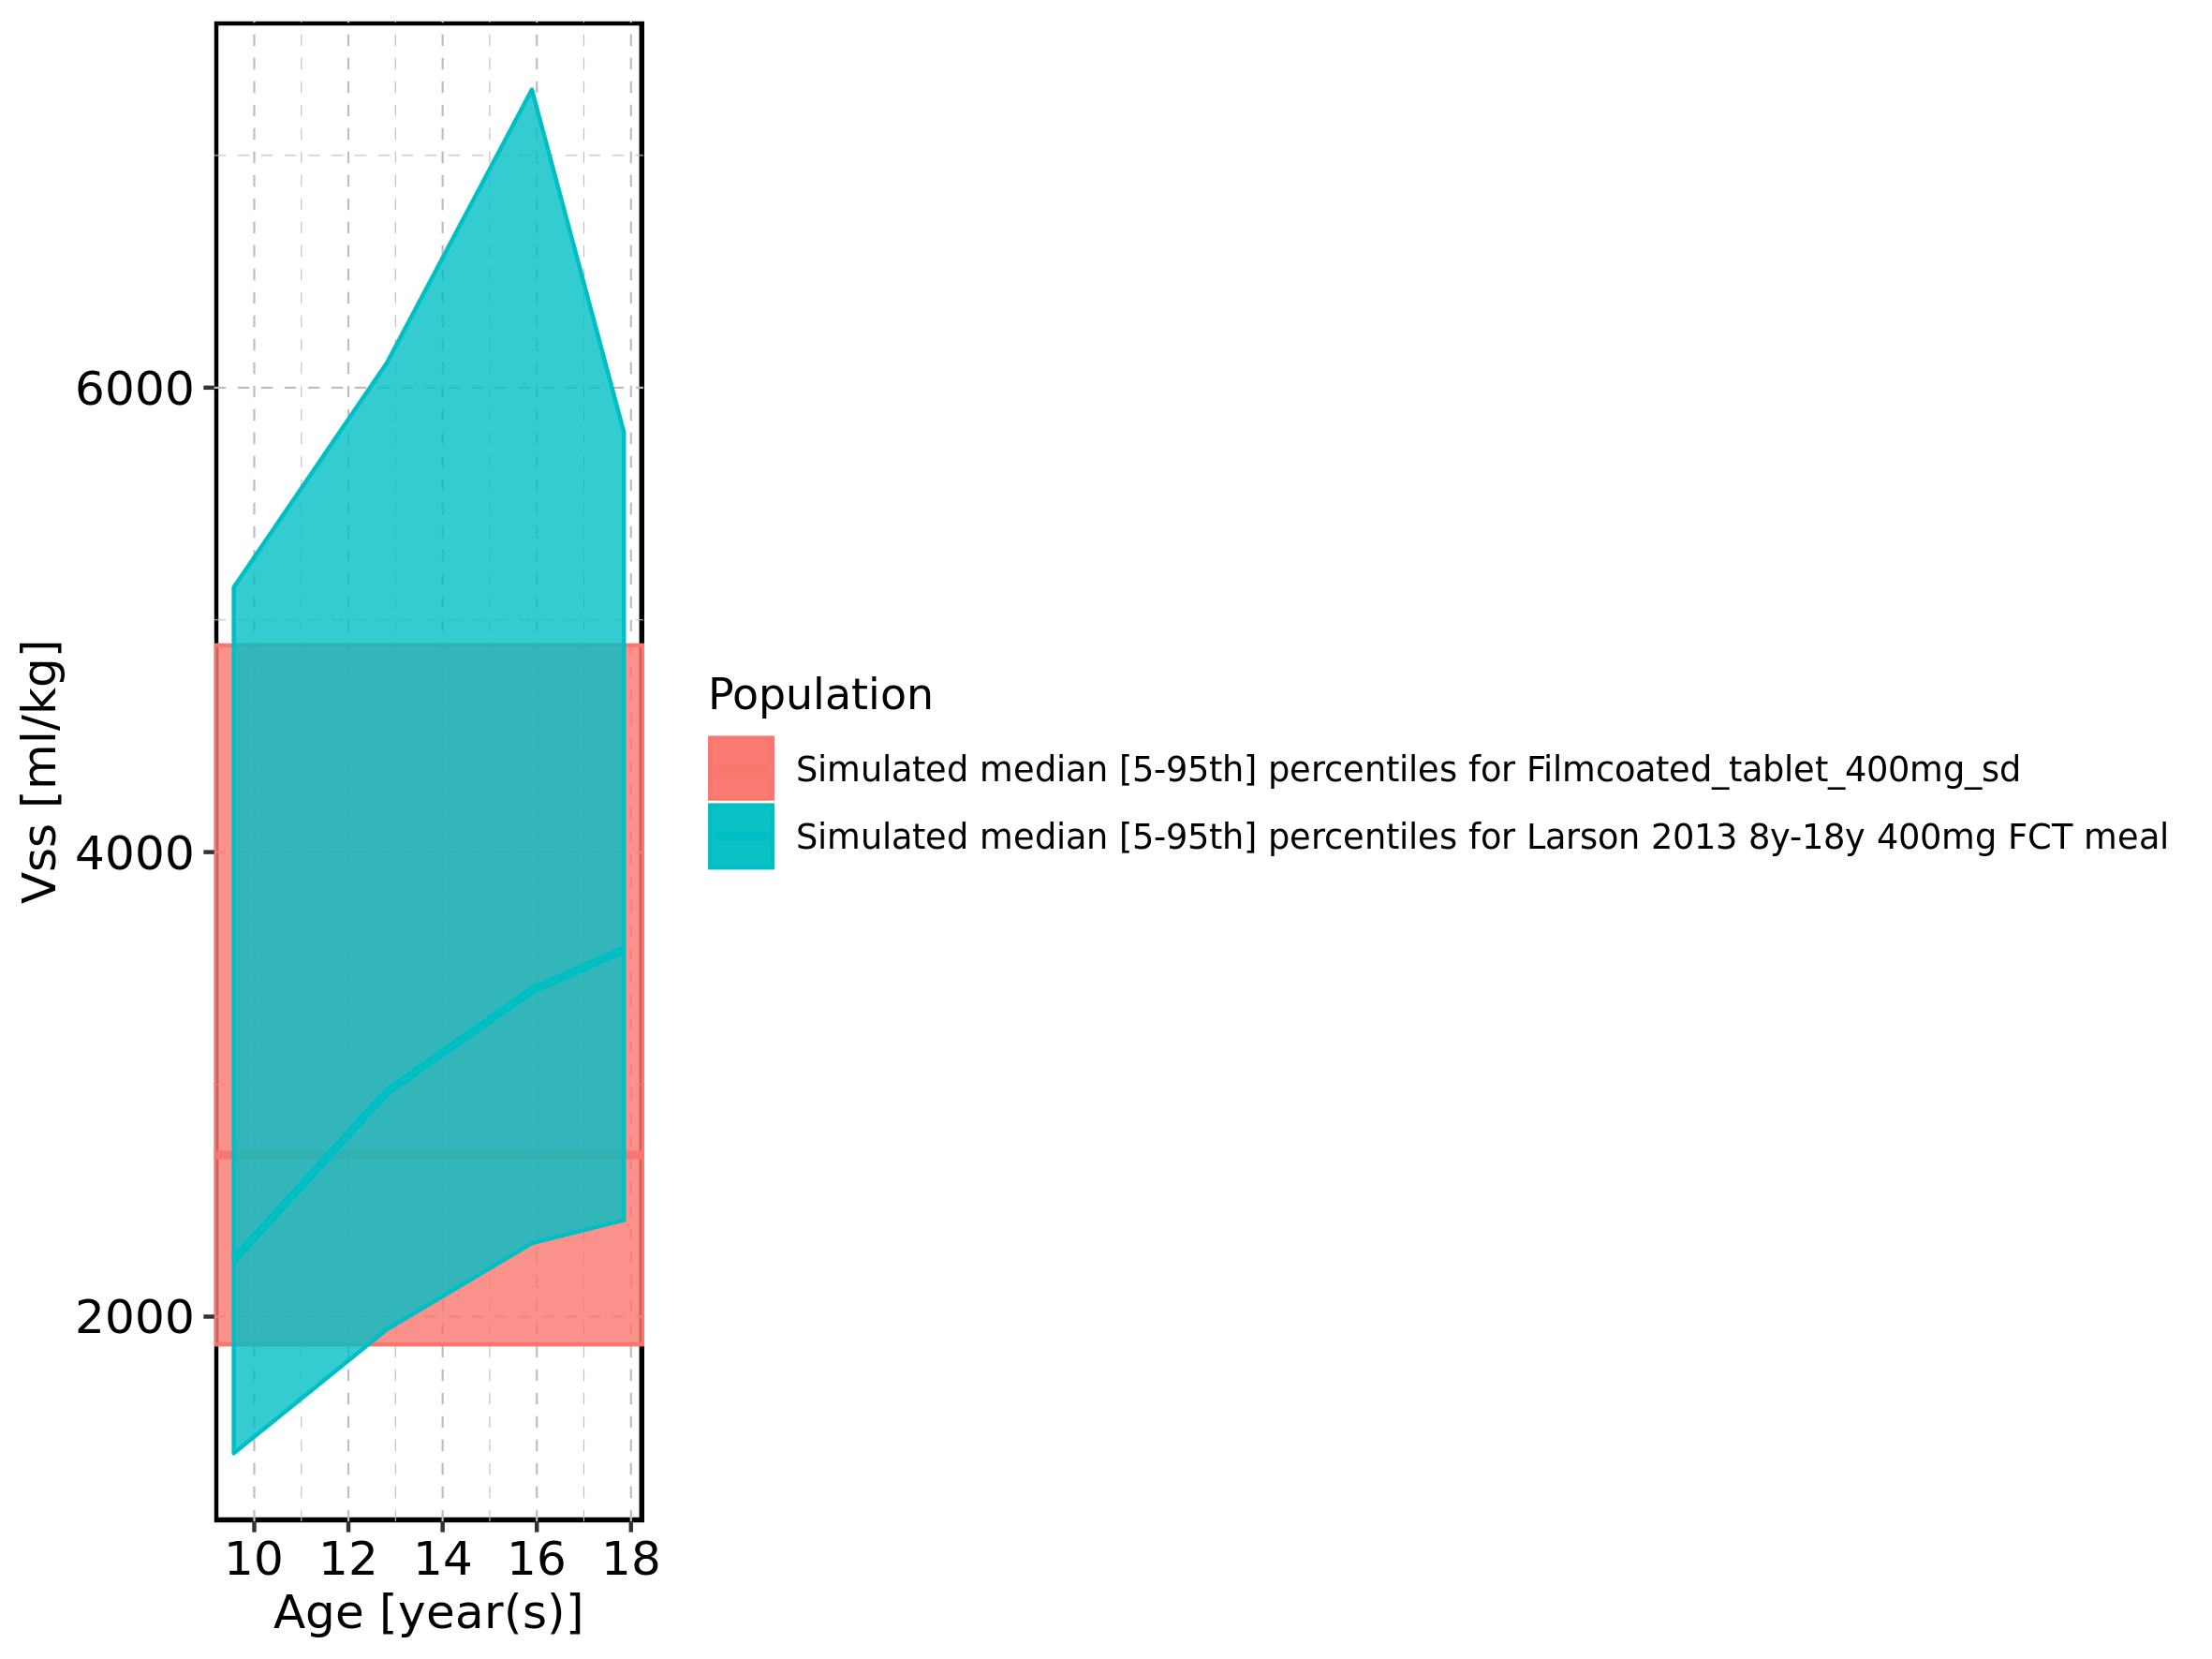 6000
4000
2000
Vss [ml/kg]
10 12 14 16 18
Age [year(s)]
Population
Simulated median [5-95th] percentiles for Filmcoated_tablet_400mg_sd
Simulated median [5-95th] percentiles for Larson 2013 8y-18y 400mg FCT meal